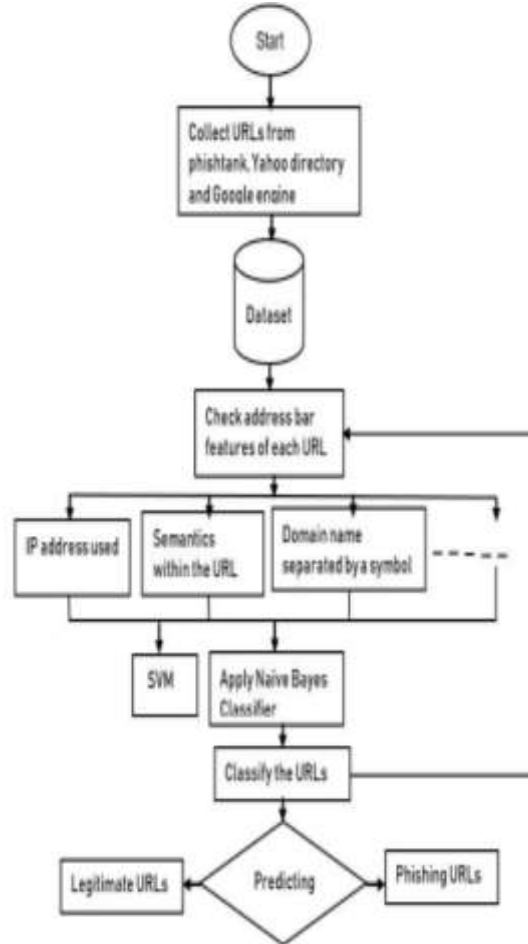 Start
Collect URLs from
phishtank, Yahoo directory
and Google engine
Dataset
Check address bar
features of each URL
IP address used
Semantics
within the URL
Domain name
separated by a symbol
SVM
Apply Naive Bayes
Classifier
Classify the URLs
Predicting
Legitimate URLs
Phishing URLs